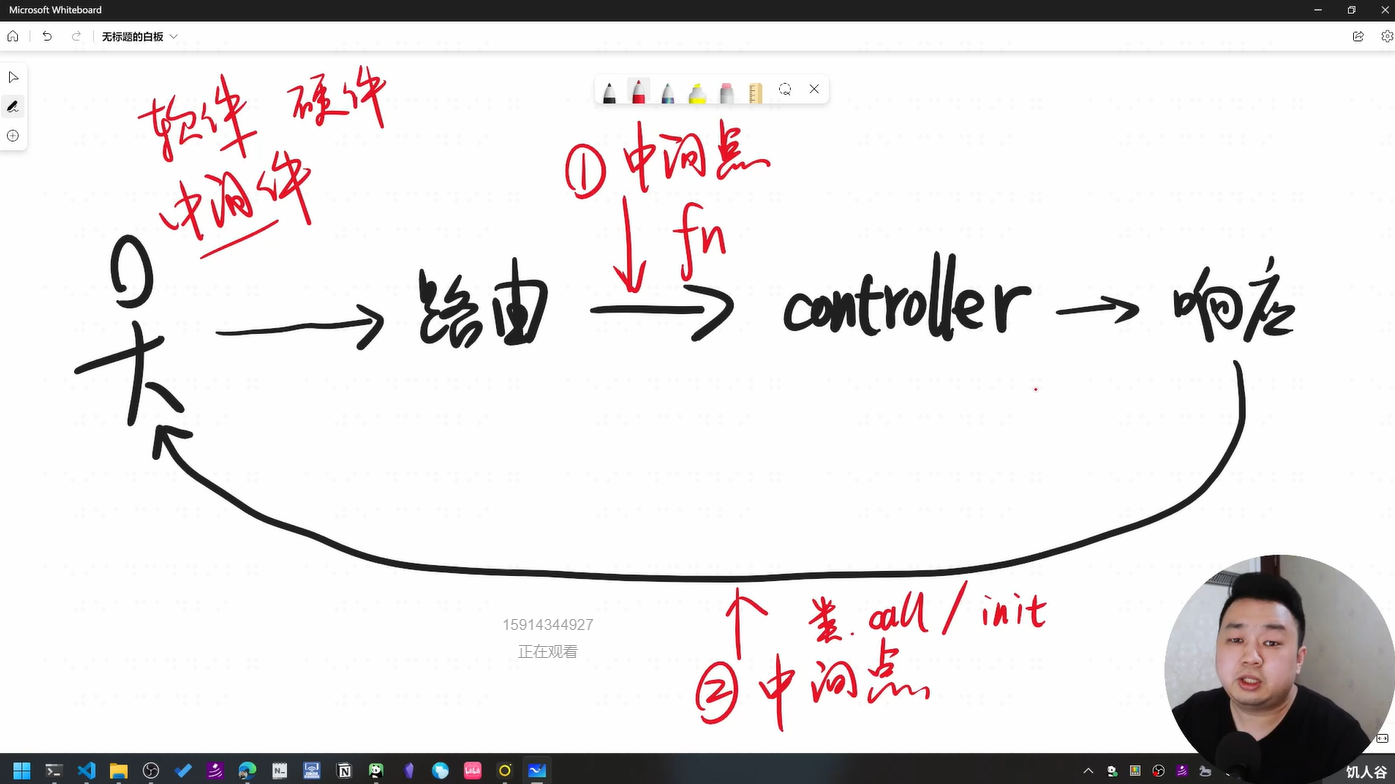 Microsoft Whiteboard
无标题的白板
软件 硬件
中间件
① 中间点
fn
路由
controller
响应
类. call / init
② 中间点
15914344927
正在观看
饥人谷